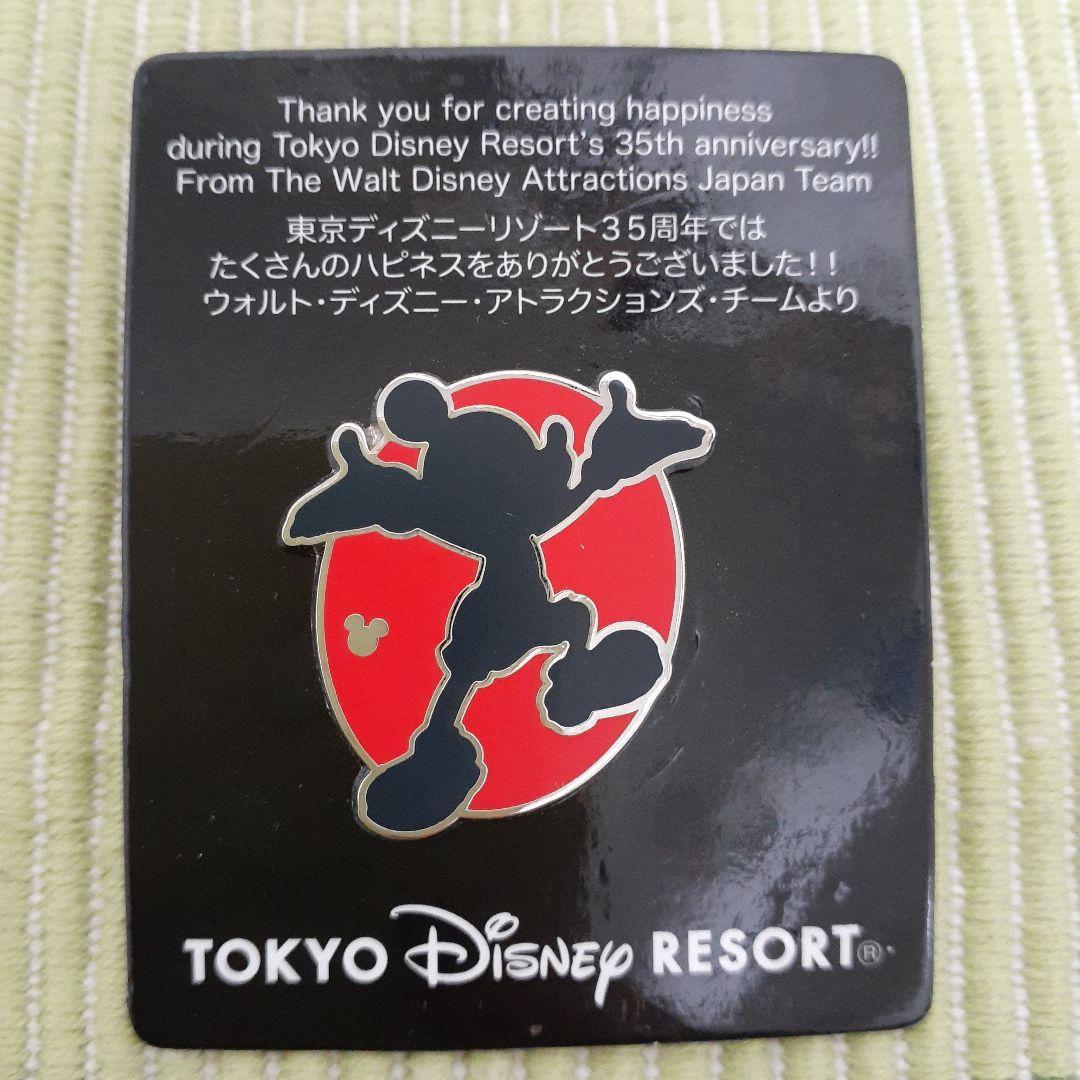 Thank you for creating happiness
during Tokyo Disney Resort's 35th anniversary!!
From The Walt Disney Attractions Japan Team
東京ディズニーリゾート35周年では
たくさんのハピネスをありがとうございました!!
ウォルト・ディズニー・アトラクションズ・チームより
TOKYO Disney RESORT®